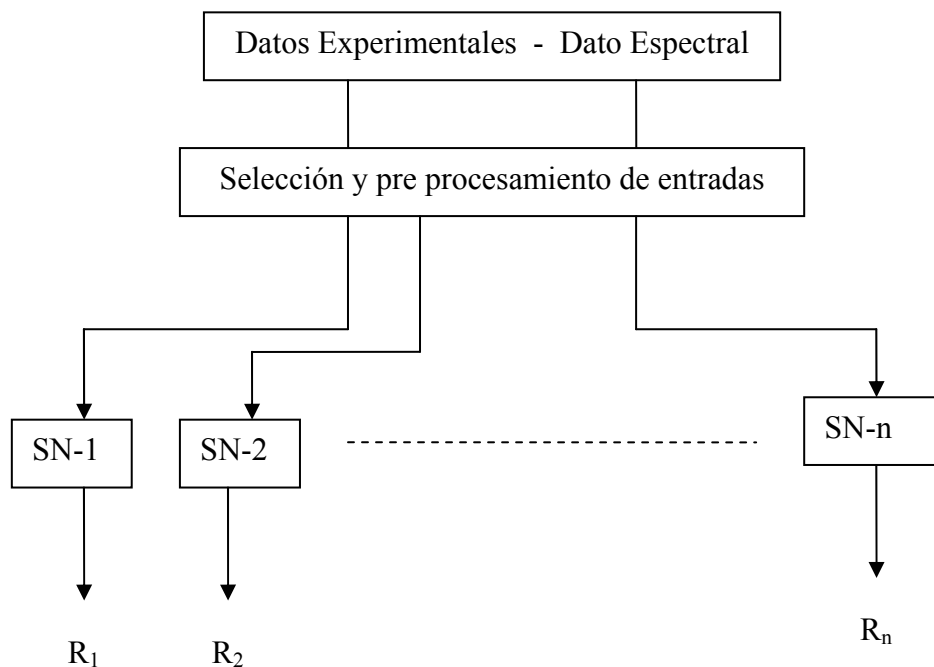 Datos Experimentales - Dato Espectral
Selección y pre procesamiento de entradas
SN-1
SN-2
SN-n
R₁
R₂
Rₙ